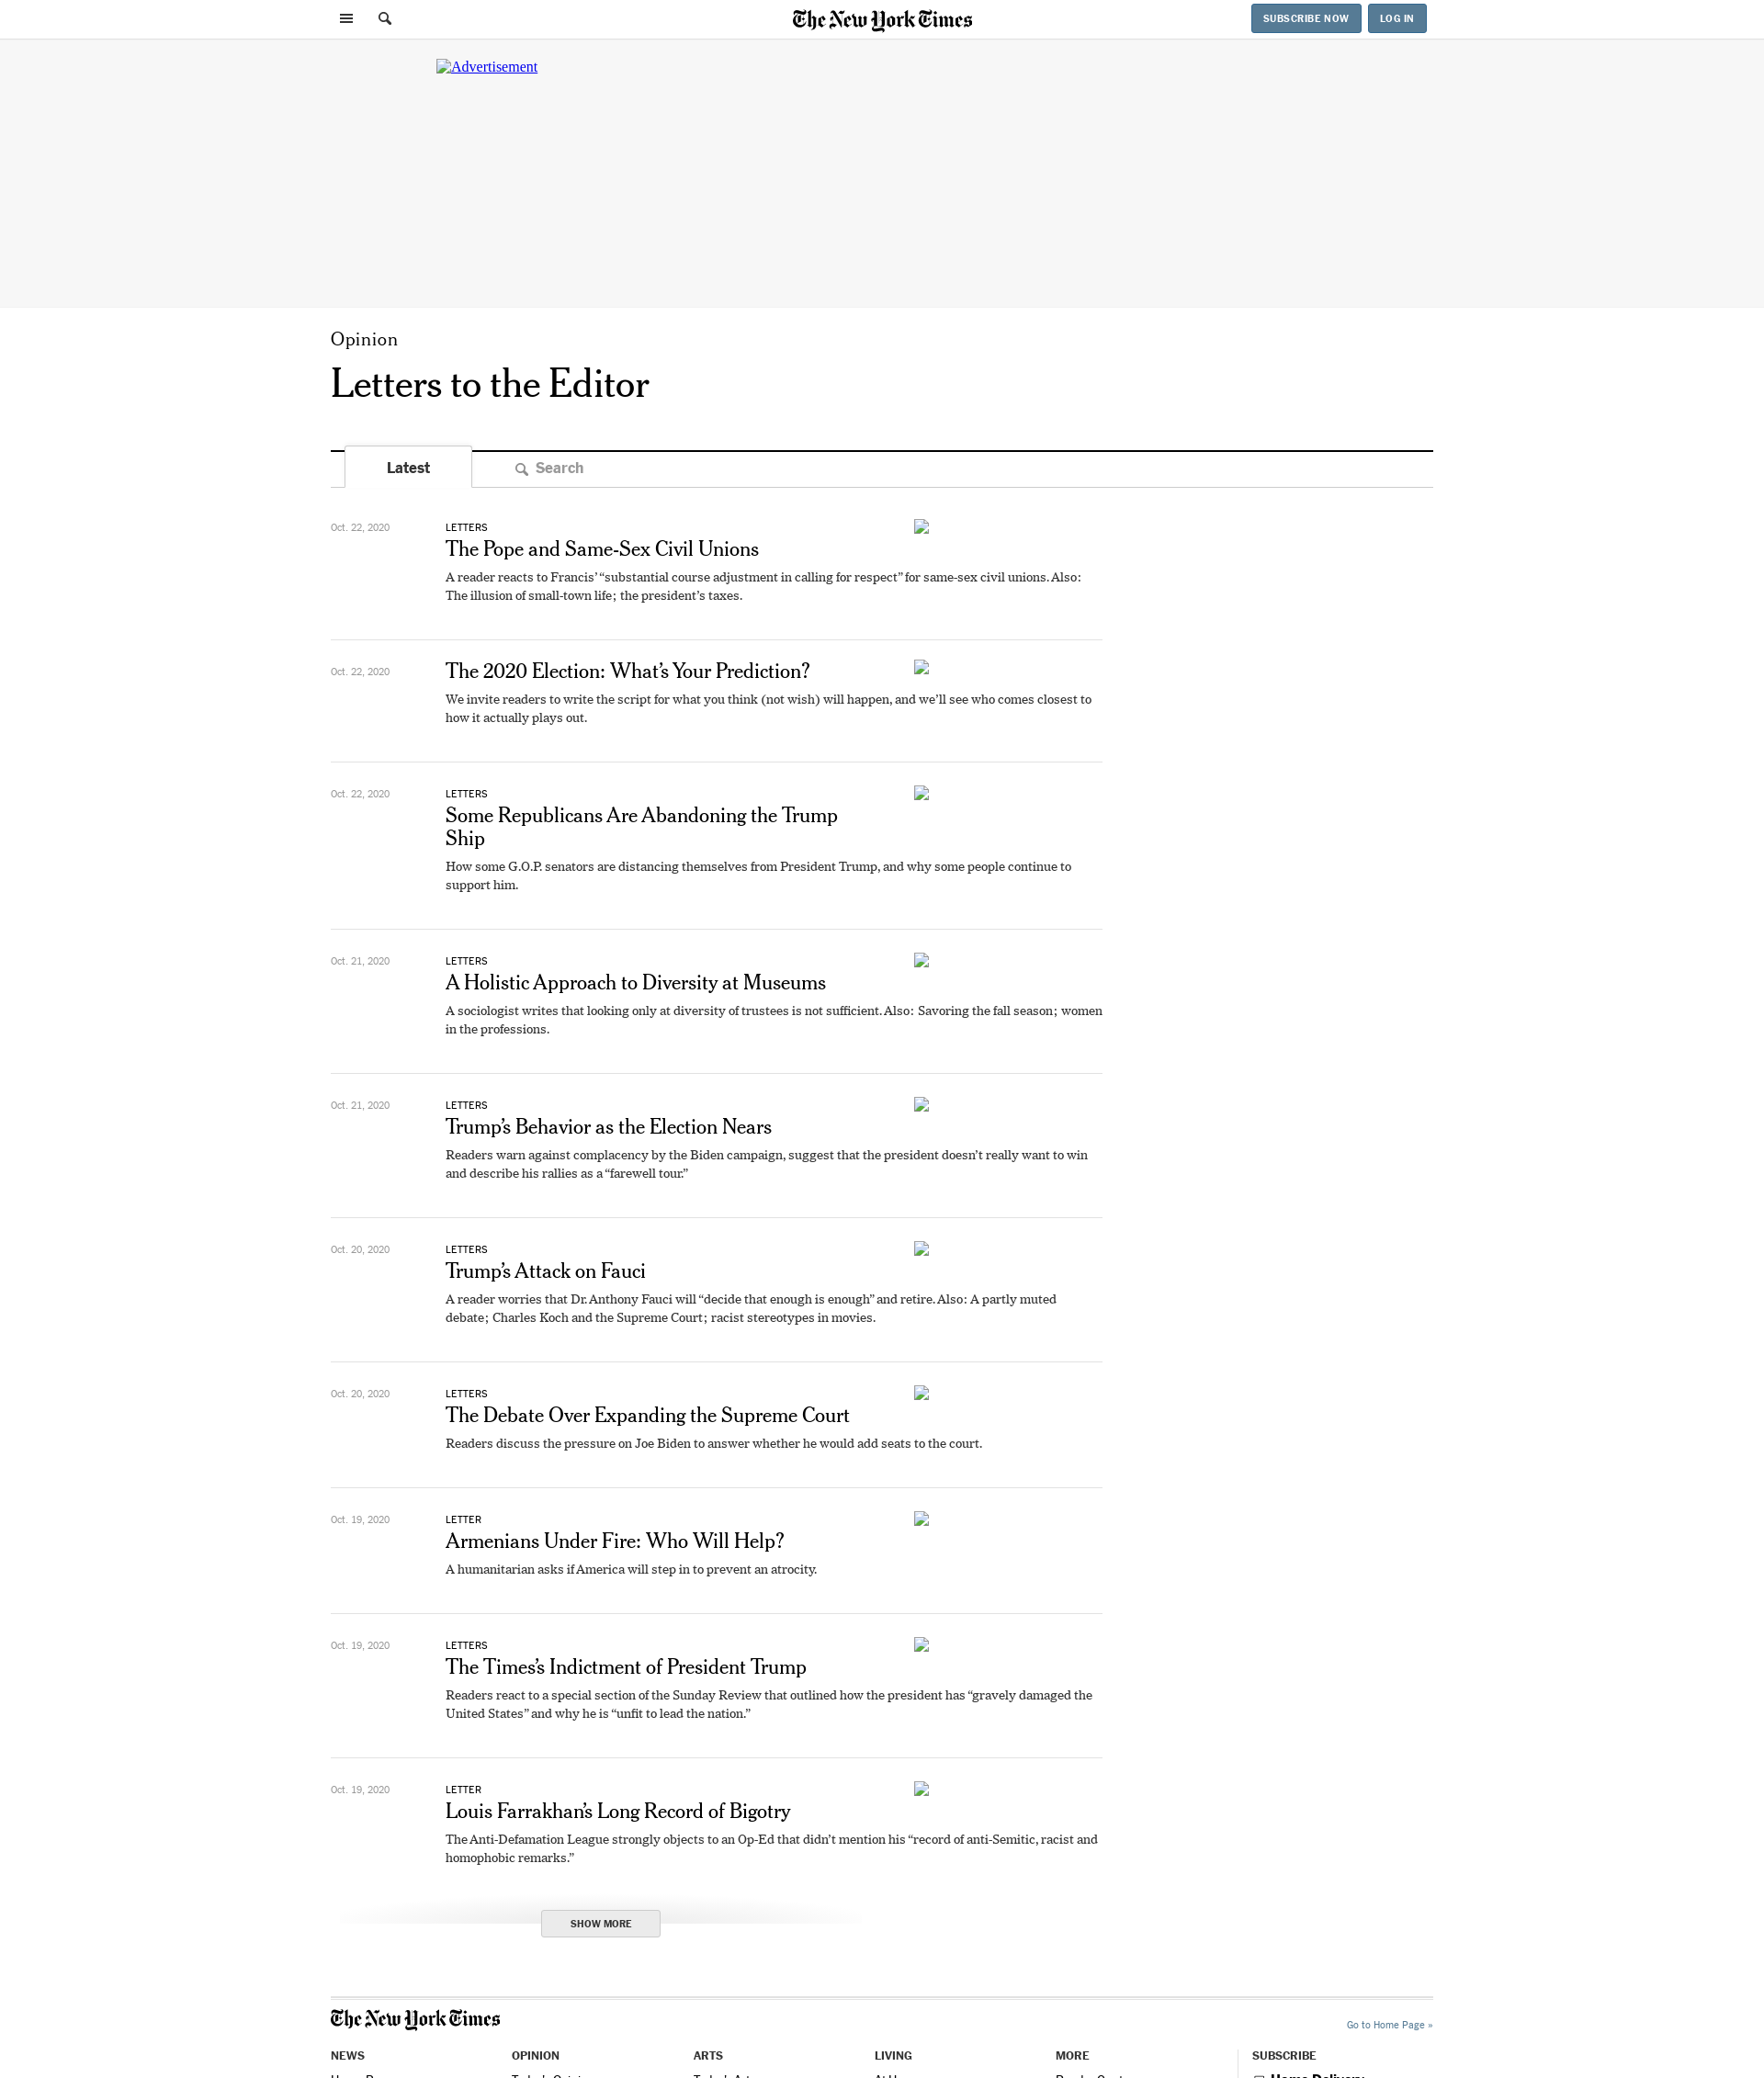 The New York Times
SUBSCRIBE NOW
LOG IN
Advertisement
Opinion
Letters to the Editor
Latest
Search
Oct. 22, 2020
LETTERS
The Pope and Same-Sex Civil Unions
A reader reacts to Francis’ “substantial course adjustment in calling for respect” for same-sex civil unions. Also:
The illusion of small-town life; the president’s taxes.
Oct. 22, 2020
The 2020 Election: What’s Your Prediction?
We invite readers to write the script for what you think (not wish) will happen, and we’ll see who comes closest to
how it actually plays out.
Oct. 22, 2020
LETTERS
Some Republicans Are Abandoning the Trump
Ship
How some G.O.P. senators are distancing themselves from President Trump, and why some people continue to
support him.
Oct. 21, 2020
LETTERS
A Holistic Approach to Diversity at Museums
A sociologist writes that looking only at diversity of trustees is not sufficient. Also: Savoring the fall season; women
in the professions.
Oct. 21, 2020
LETTERS
Trump’s Behavior as the Election Nears
Readers warn against complacency by the Biden campaign, suggest that the president doesn’t really want to win
and describe his rallies as a “farewell tour.”
Oct. 20, 2020
LETTERS
Trump’s Attack on Fauci
A reader worries that Dr. Anthony Fauci will “decide that enough is enough” and retire. Also: A partly muted
debate; Charles Koch and the Supreme Court; racist stereotypes in movies.
Oct. 20, 2020
LETTERS
The Debate Over Expanding the Supreme Court
Readers discuss the pressure on Joe Biden to answer whether he would add seats to the court.
Oct. 19, 2020
LETTER
Armenians Under Fire: Who Will Help?
A humanitarian asks if America will step in to prevent an atrocity.
Oct. 19, 2020
LETTERS
The Times’s Indictment of President Trump
Readers react to a special section of the Sunday Review that outlined how the president has “gravely damaged the
United States” and why he is “unfit to lead the nation.”
Oct. 19, 2020
LETTER
Louis Farrakhan’s Long Record of Bigotry
The Anti-Defamation League strongly objects to an Op-Ed that didn’t mention his “record of anti-Semitic, racist and
homophobic remarks.”
SHOW MORE
The New York Times
Go to Home Page »
NEWS
OPINION
ARTS
LIVING
MORE
SUBSCRIBE
Home Delivery